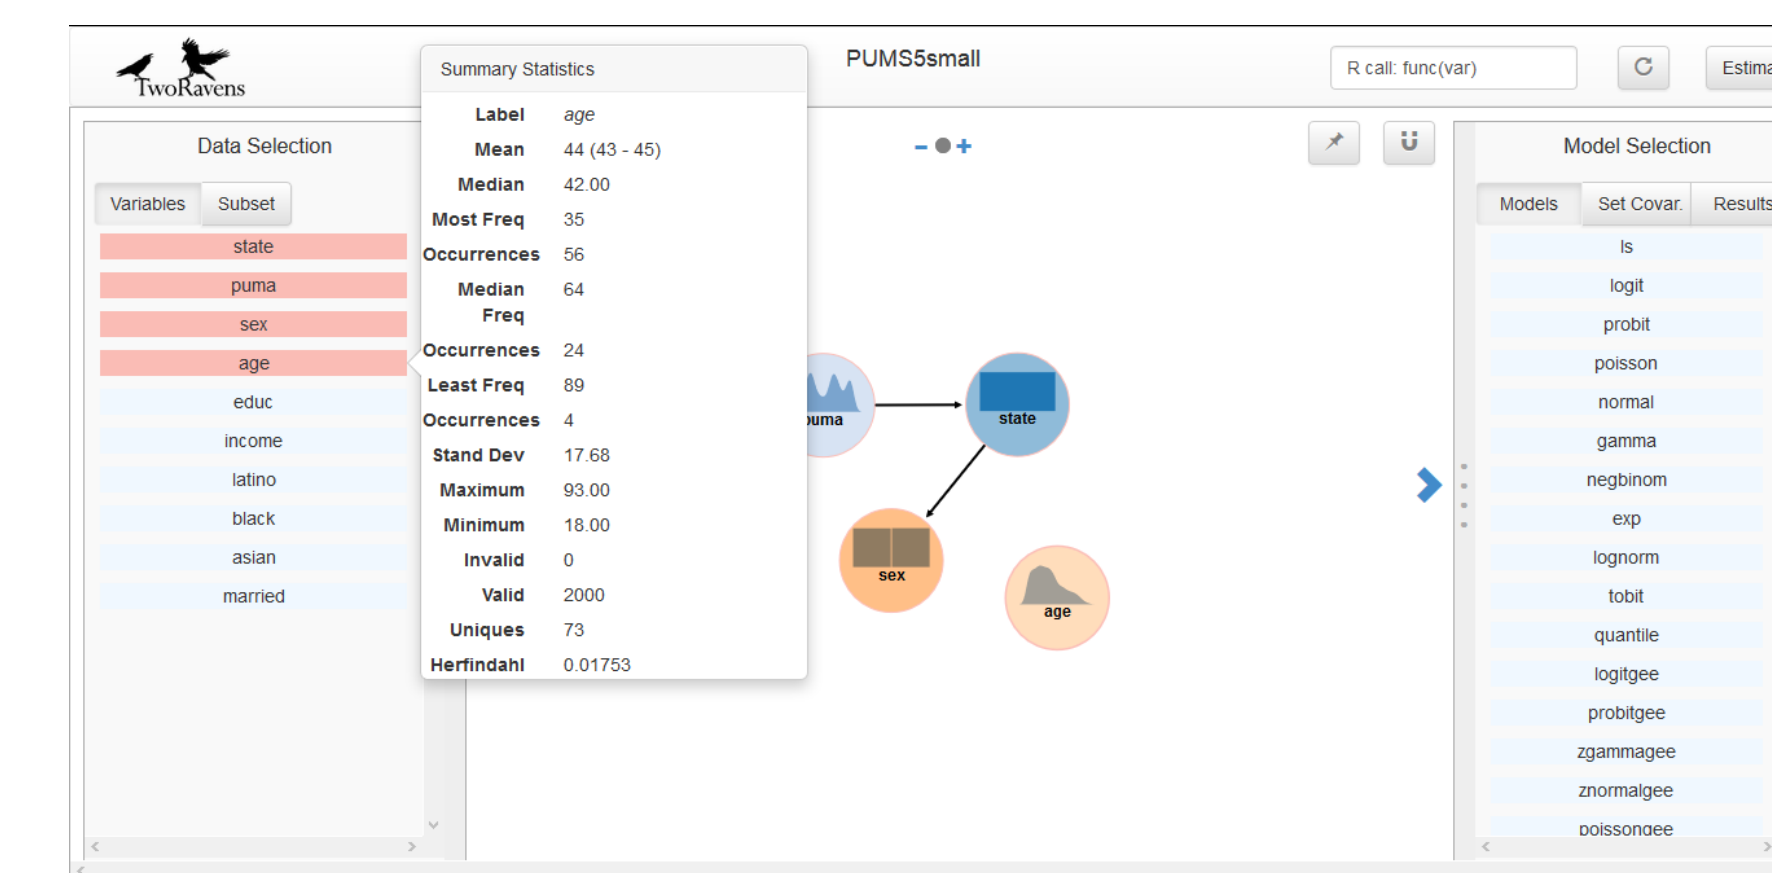 TwoRavens
PUMS5small
R call: func(var)
Data Selection
Variables
Subset
state
puma
sex
age
educ
income
latino
black
asian
married
Summary Statistics
Label age
Mean 44 (43 - 45)
Median 42.00
Most Freq 35
Occurrences 56
Median Freq 64
Occurrences 24
Least Freq 89
Occurrences 4
Stand Dev 17.68
Maximum 93.00
Minimum 18.00
Invalid 0
Valid 2000
Uniques 73
Herfindahl 0.01753
state
sex
age
Model Selection
Models
Set Covar.
Results
ls
logit
probit
poisson
normal
gamma
negbinom
exp
lognorm
tobit
quantile
logitgee
probitgee
zgammagee
znormalgee
poissongee